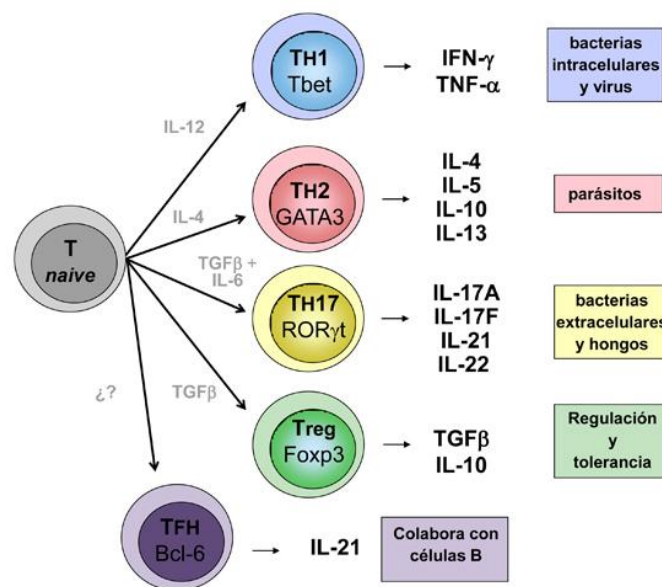 TH1
Tbet
IFN-γ
TNF-α
bacterias
intracelulares
y virus
IL-12
TH2
GATA3
IL-4
IL-5
IL-10
IL-13
parásitos
IL-4
T
naive
TGFβ +
IL-6
TH17
RORγt
IL-17A
IL-17F
IL-21
IL-22
bacterias
extracelulares
y hongos
¿?
TGFβ
Treg
Foxp3
TGFβ
IL-10
Regulación
y
tolerancia
TFH
Bcl-6
IL-21
Colabora con
células B